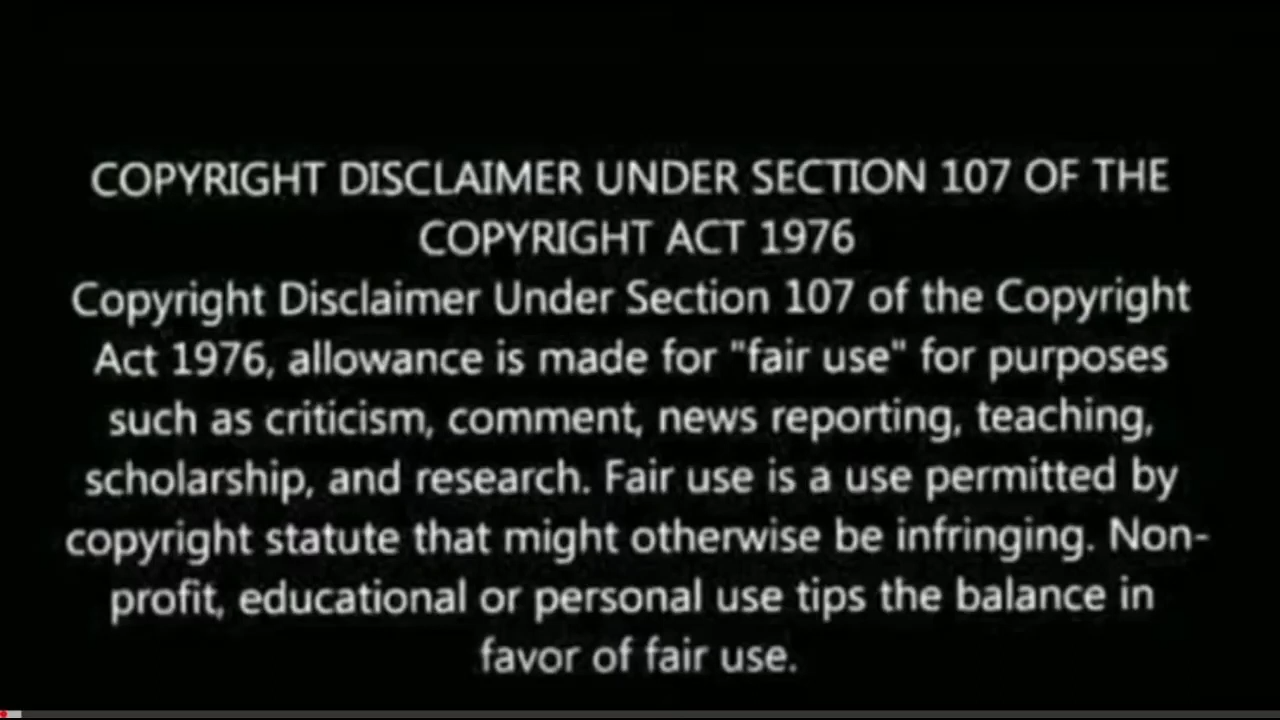 COPYRIGHT DISCLAIMER UNDER SECTION 107 OF THE
COPYRIGHT ACT 1976
Copyright Disclaimer Under Section 107 of the Copyright
Act 1976, allowance is made for "fair use" for purposes
such as criticism, comment, news reporting, teaching,
scholarship, and research. Fair use is a use permitted by
copyright statute that might otherwise be infringing. Non-
profit, educational or personal use tips the balance in
favor of fair use.